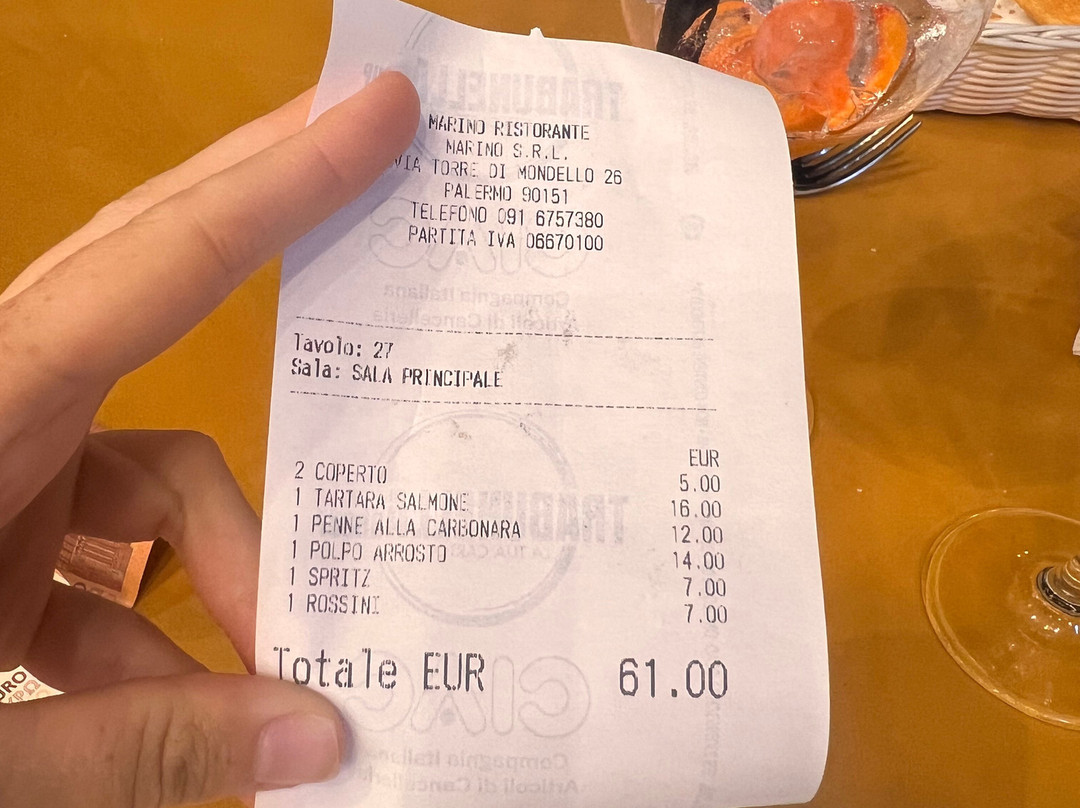 MARINO RISTORANTE
MARINO S.R.L.
VIA TORRE DI MONDELLO 26
PALERMO 90151
TELEFONO 091 6757380
PARTITA IVA 06670100
Tavolo: 27
Sala: SALA PRINCIPALE
EUR
2 COPERTO 5.00
1 TARTARA SALMONE 16.00
1 PENNE ALLA CARBONARA 12.00
1 POLPO ARROSTO 14.00
1 SPRITZ 7.00
1 ROSSINI 7.00
Totale EUR 61.00